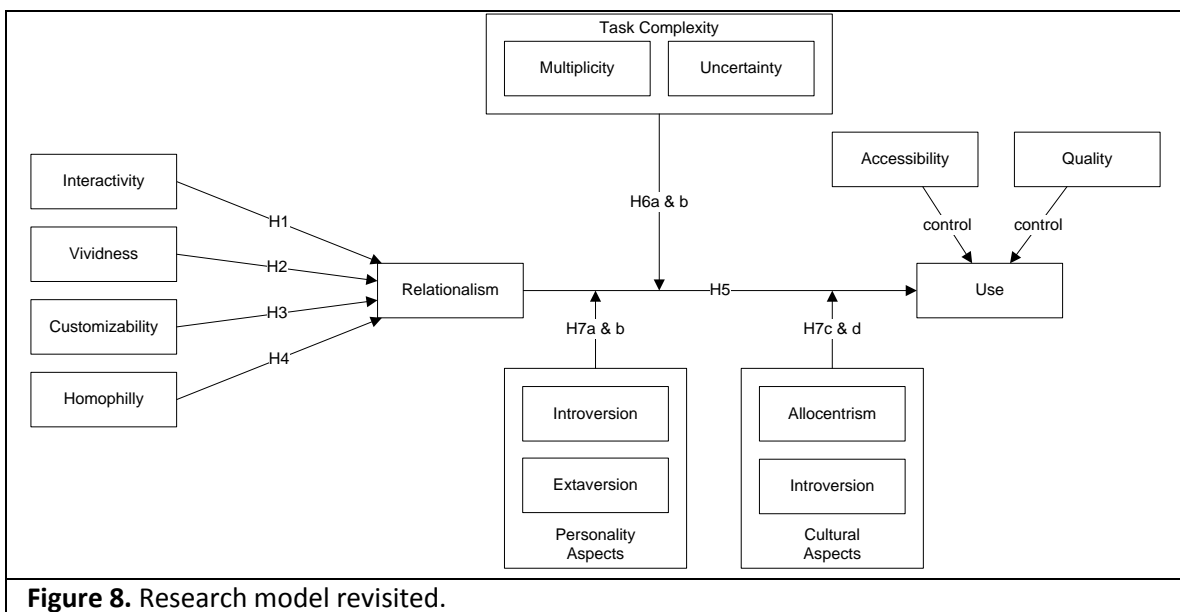 Task Complexity
Multiplicity
Uncertainty
Accessibility
Quality
Interactivity
H6a & b
control
control
H1
Vividness
H2
Relationalism
H5
Use
Customizability
H3
H7a & b
H7c & d
H4
Homophilly
Introversion
Allocentrism
Extaversion
Introversion
Personality
Aspects
Cultural
Aspects
Figure 8. Research model revisited.